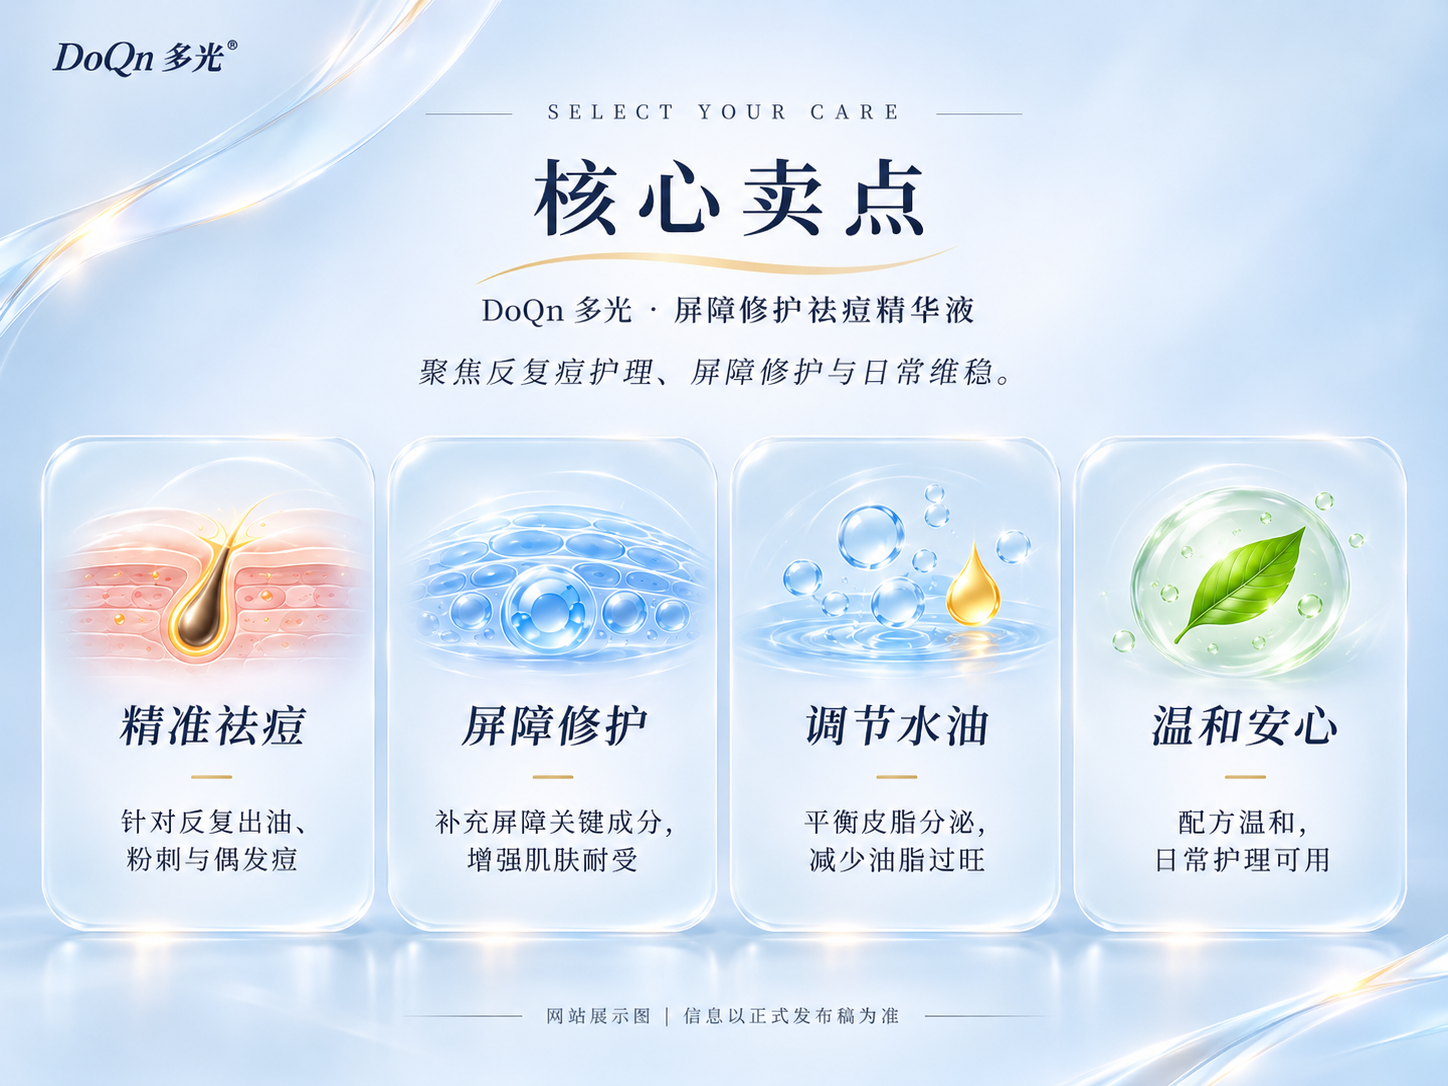 DoQn 多光®
SELECT YOUR CARE
核心卖点
DoQn 多光 · 屏障修护祛痘精华液
聚焦反复痘护理、屏障修护与日常维稳。
精准祛痘
针对反复出油、
粉刺与偶发痘
屏障修护
补充屏障关键成分，
增强肌肤耐受
调节水油
平衡皮脂分泌，
减少油脂过旺
温和安心
配方温和，
日常护理可用
网站展示图 | 信息以正式发布稿为准